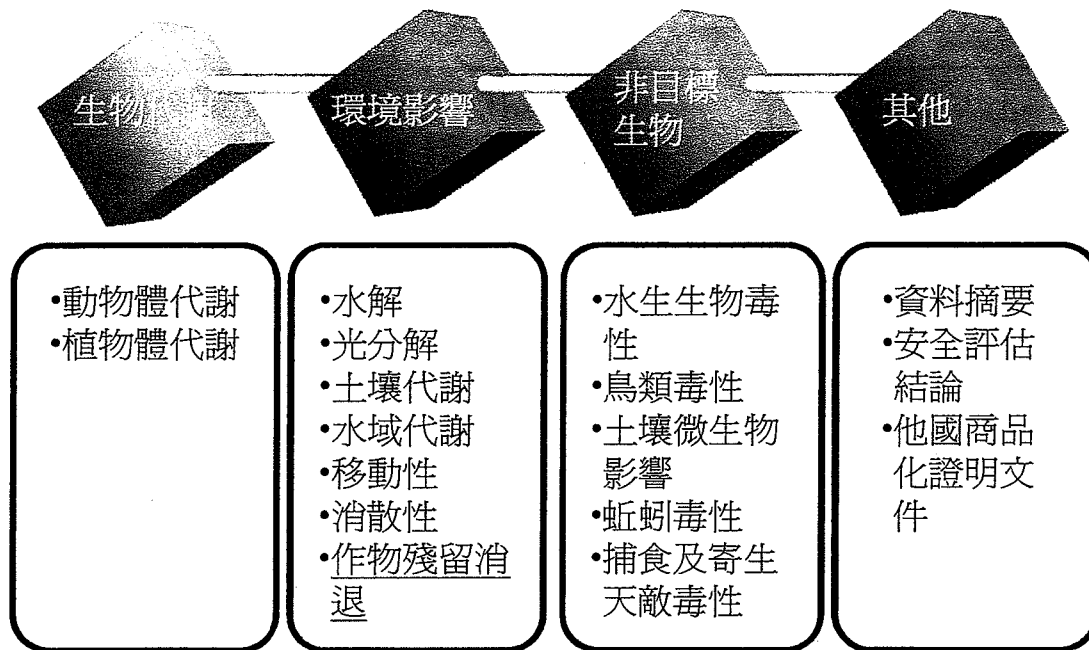 生物代謝
環境影響
非目標
生物
其他
•動物體代謝
•植物體代謝
•水解
•光分解
•土壤代謝
•水域代謝
•移動性
•消散性
•作物殘留消
退
•水生生物毒
性
•鳥類毒性
•土壤微生物
影響
•蚯蚓毒性
•捕食及寄生
天敵毒性
•資料摘要
•安全評估
結論
•他國商品
化證明文
件